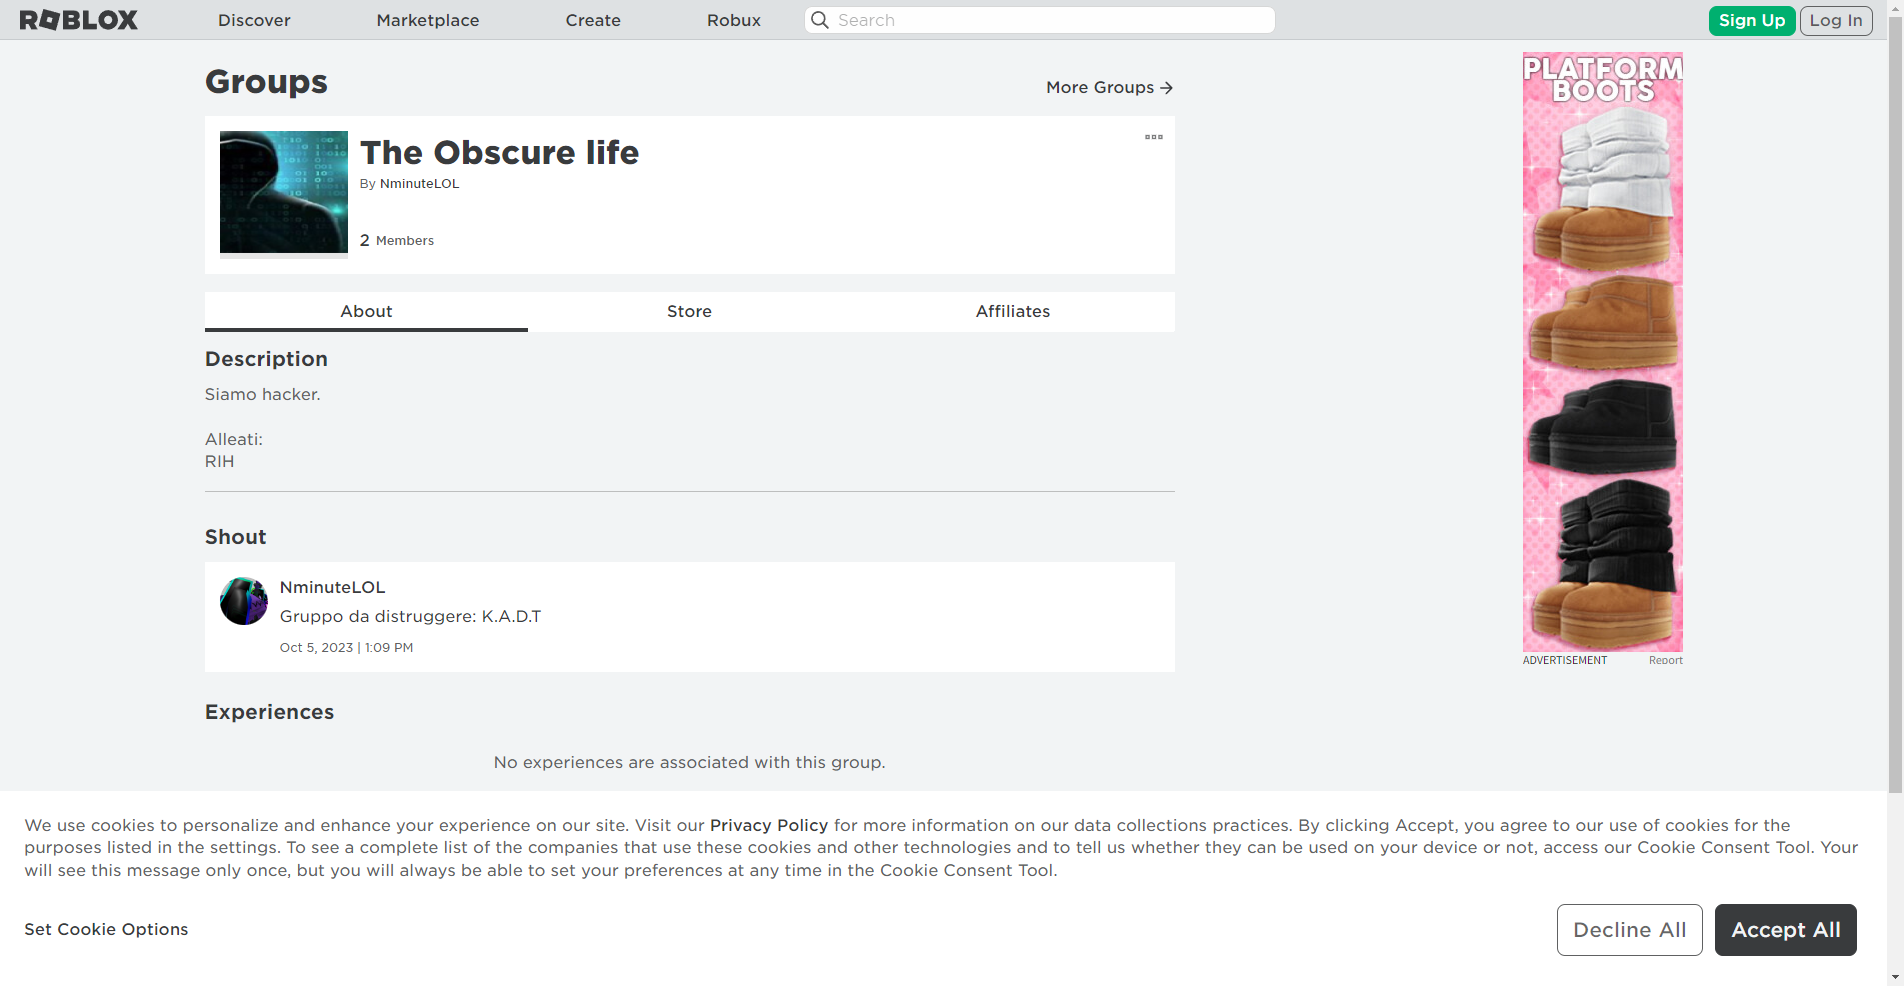 ROBLOX
Discover
Marketplace
Create
Robux
Search
Sign Up
Log In
Groups
More Groups →
The Obscure life
By NminuteLOL
2 Members
About
Store
Affiliates
Description
Siamo hacker.
Alleati:
RIH
Shout
NminuteLOL
Gruppo da distruggere: K.A.D.T
Oct 5, 2023 | 1:09 PM
Experiences
No experiences are associated with this group.
PLATFORM
BOOTS
ADVERTISEMENT
Report
We use cookies to personalize and enhance your experience on our site. Visit our Privacy Policy for more information on our data collections practices. By clicking Accept, you agree to our use of cookies for the
purposes listed in the settings. To see a complete list of the companies that use these cookies and other technologies and to tell us whether they can be used on your device or not, access our Cookie Consent Tool. Your
will see this message only once, but you will always be able to set your preferences at any time in the Cookie Consent Tool.
Set Cookie Options
Decline All
Accept All